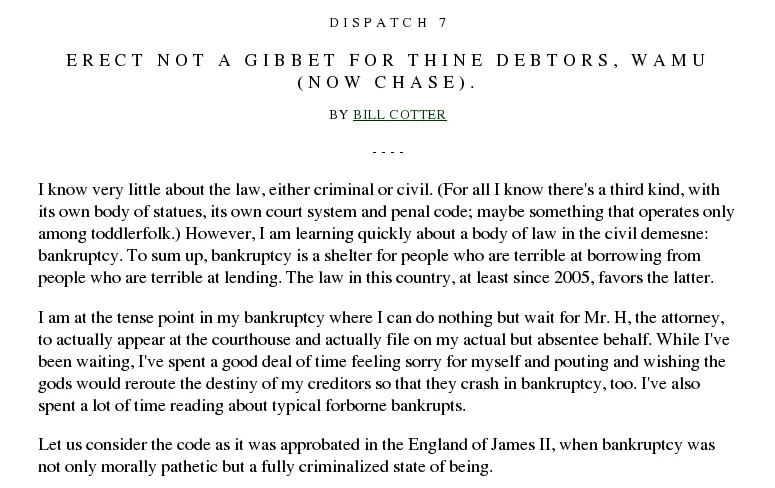 DISPATCH 7
ERECT NOT A GIBBET FOR THINE DEBTORS, WAMU
(NOW CHASE).
BY BILL COTTER
- - - -
I know very little about the law, either criminal or civil. (For all I know there's a third kind, with
its own body of statues, its own court system and penal code; maybe something that operates only
among toddlerfolk.) However, I am learning quickly about a body of law in the civil demesne:
bankruptcy. To sum up, bankruptcy is a shelter for people who are terrible at borrowing from
people who are terrible at lending. The law in this country, at least since 2005, favors the latter.
I am at the tense point in my bankruptcy where I can do nothing but wait for Mr. H, the attorney,
to actually appear at the courthouse and actually file on my actual but absentee behalf. While I've
been waiting, I've spent a good deal of time feeling sorry for myself and pouting and wishing the
gods would reroute the destiny of my creditors so that they crash in bankruptcy, too. I've also
spent a lot of time reading about typical forborne bankrupts.
Let us consider the code as it was approbated in the England of James II, when bankruptcy was
not only morally pathetic but a fully criminalized state of being.